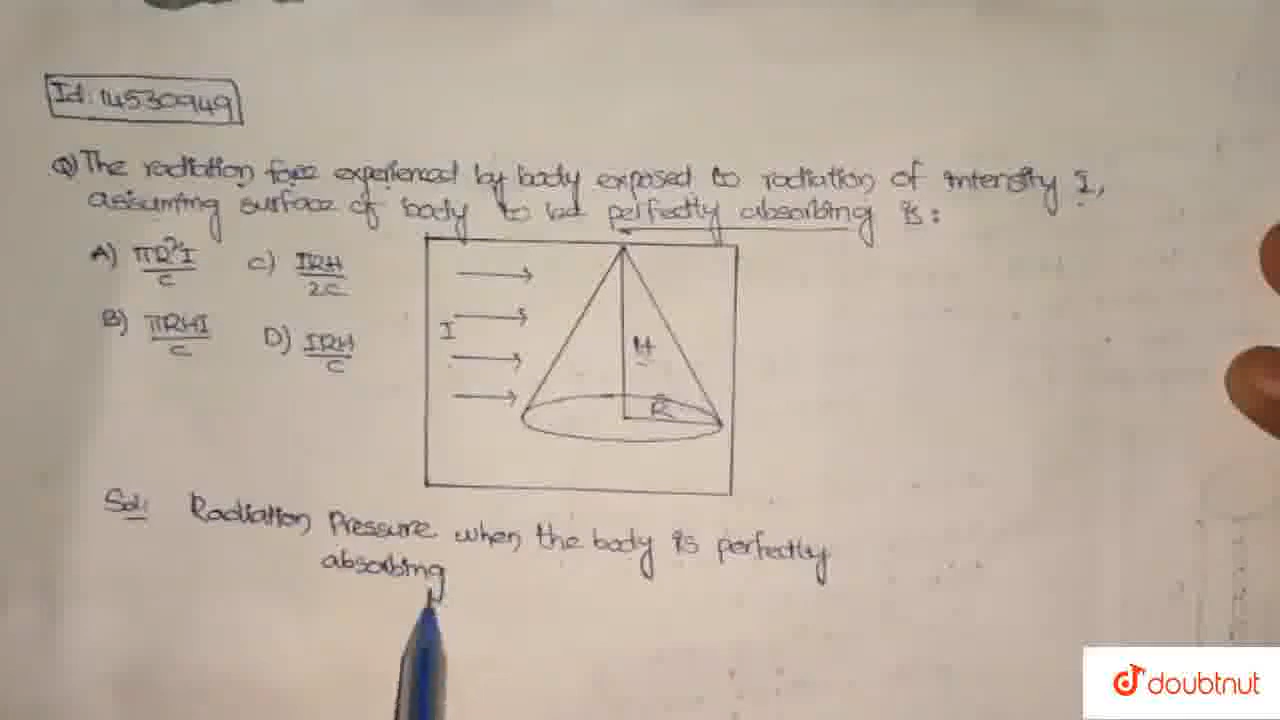 Id: 14530949
Q) The radiation force experienced by body exposed to radiation of intensity I,
assuming surface of body to be perfectly absorbing is:
A) πR²I/C C) IRH/2C
B) πRHI/C D) IRH/C
I
H
R
Sol: Radiation pressure when the body is perfectly
absorbing
doubtnut